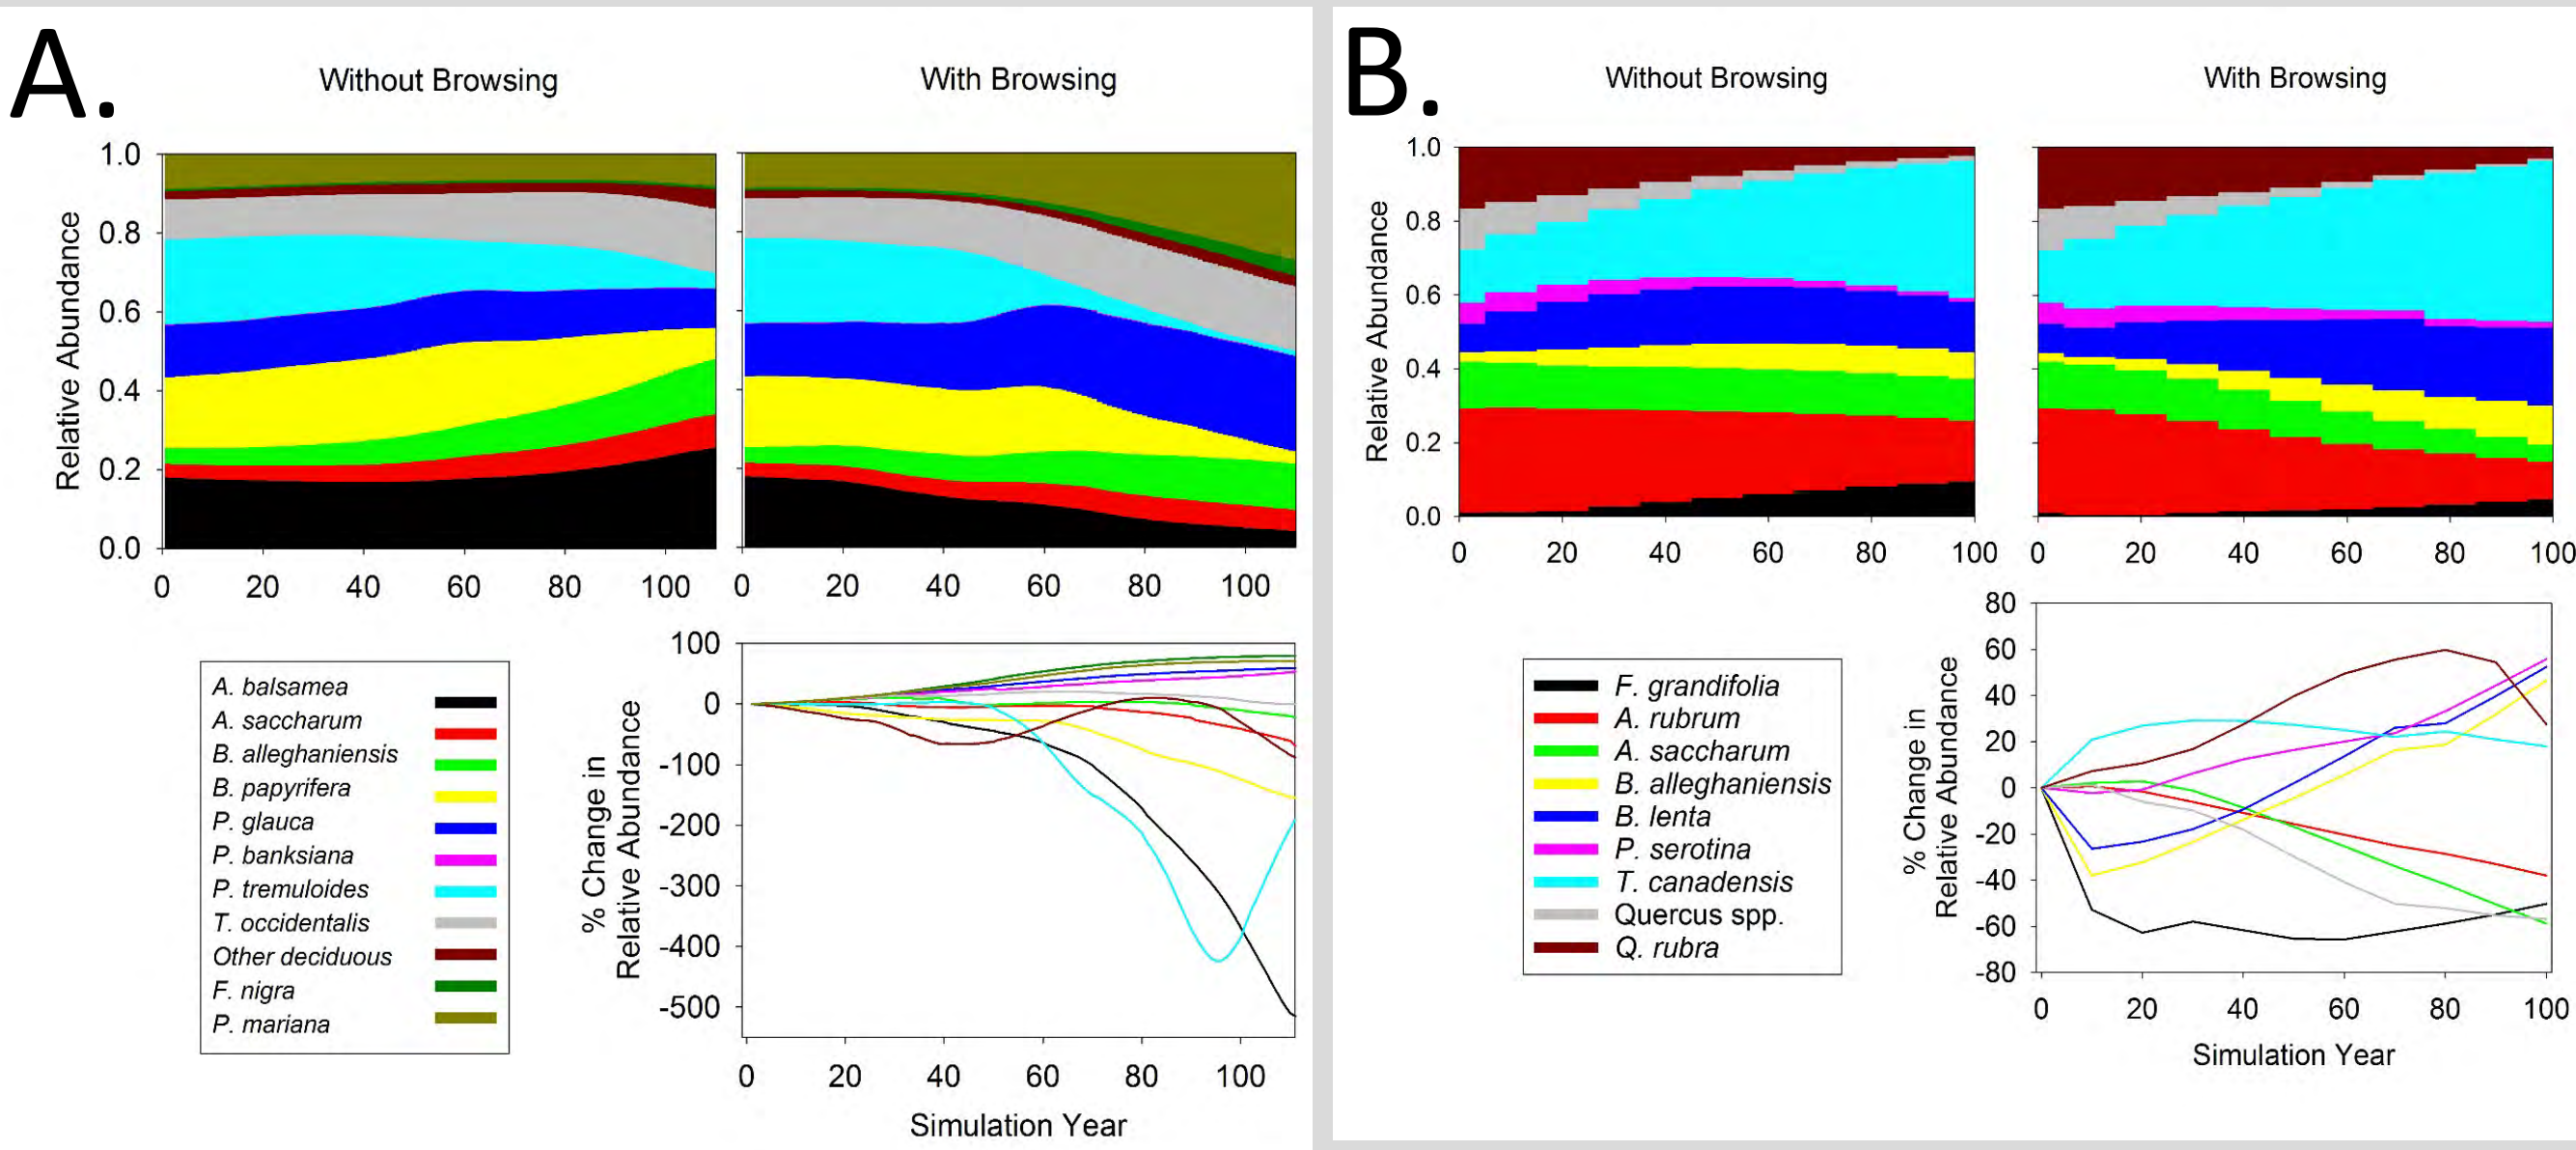 A.
Without Browsing
With Browsing
Relative Abundance
1.0
0.8
0.6
0.4
0.2
0.0
0 20 40 60 80 100
0 20 40 60 80 100
A. balsamea
A. saccharum
B. alleghaniensis
B. papyrifera
P. glauca
P. banksiana
P. tremuloides
T. occidentalis
Other deciduous
F. nigra
P. mariana
% Change in
Relative Abundance
100
0
-100
-200
-300
-400
-500
0 20 40 60 80 100
Simulation Year
B.
Without Browsing
With Browsing
Relative Abundance
1.0
0.8
0.6
0.4
0.2
0.0
0 20 40 60 80 100
0 20 40 60 80 100
F. grandifolia
A. rubrum
A. saccharum
B. alleghaniensis
B. lenta
P. serotina
T. canadensis
Quercus spp.
Q. rubra
% Change in
Relative Abundance
80
60
40
20
0
-20
-40
-60
-80
0 20 40 60 80 100
Simulation Year